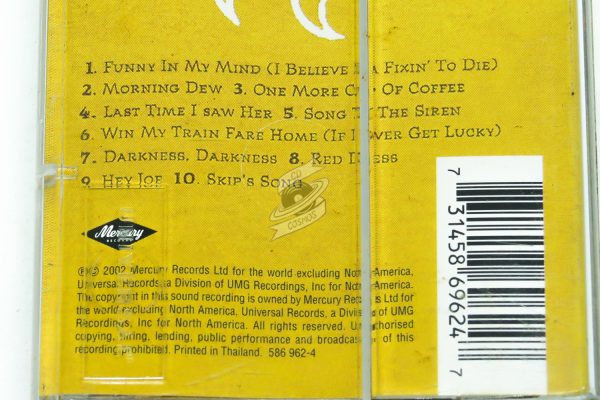 1. Funny In My Mind (I Believe I'm Fixin' To Die)
2. Morning Dew 3. One More Cup Of Coffee
4. Last Time I saw Her 5. Song To The Siren
6. Win My Train Fare Home (If I Ever Get Lucky)
7. Darkness, Darkness 8. Red Dress
9. Hey Joe 10. Skip's Song
CD
COSMOS
Mercury
RECORDS
℗© 2002 Mercury Records Ltd for the world excluding North America,
Universal Records, a Division of UMG Recordings, Inc for North America.
The copyright in this sound recording is owned by Mercury Records Ltd for
the world excluding North America, Universal Records, a Division of UMG
Recordings, Inc for North America. All rights reserved. Unauthorised
copying, hiring, lending, public performance and broadcasting of this
recording prohibited. Printed in Thailand. 586 962-4
7 31458 69624 7